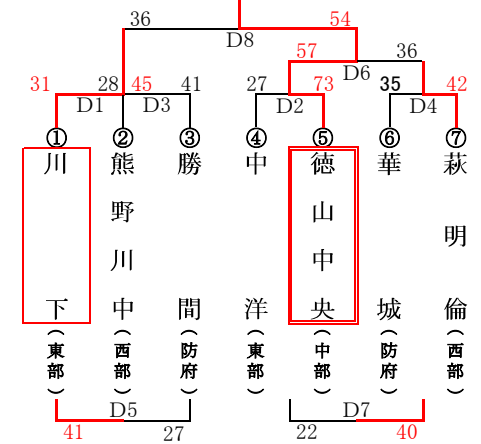 36 54
D8
57 36
D6
31 28 45 41 27 73 35 42
D1 D3 D2 D4
① ② ③ ④ ⑤ ⑥ ⑦
川下(東部)
熊野川中(西部)
勝間(防府)
中洋(東部)
徳山中央(中部)
華城(防府)
萩明倫(西部)
D5 D7
41 27 22 40